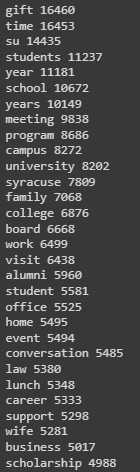 gift 16460
time 16453
su 14435
students 11237
year 11181
school 10672
years 10149
meeting 9838
program 8686
campus 8272
university 8202
syracuse 7809
family 7068
college 6876
board 6668
work 6499
visit 6438
alumni 5960
student 5581
office 5525
home 5495
event 5494
conversation 5485
law 5380
lunch 5348
career 5333
support 5298
wife 5281
business 5017
scholarship 4988